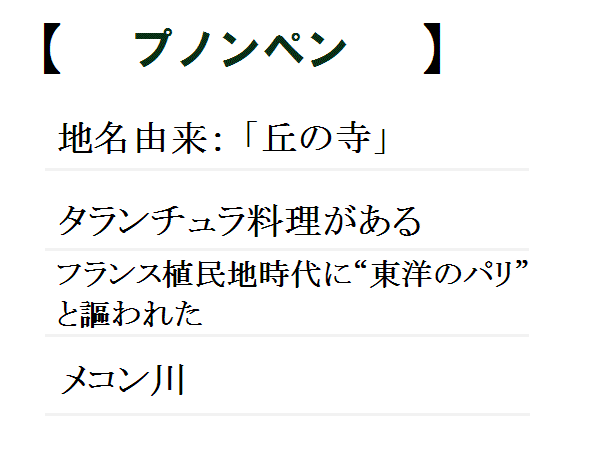 【 プノンペン 】
地名由来：「丘の寺」
タランチュラ料理がある
フランス植民地時代に“東洋のパリ”
と謳われた
メコン川